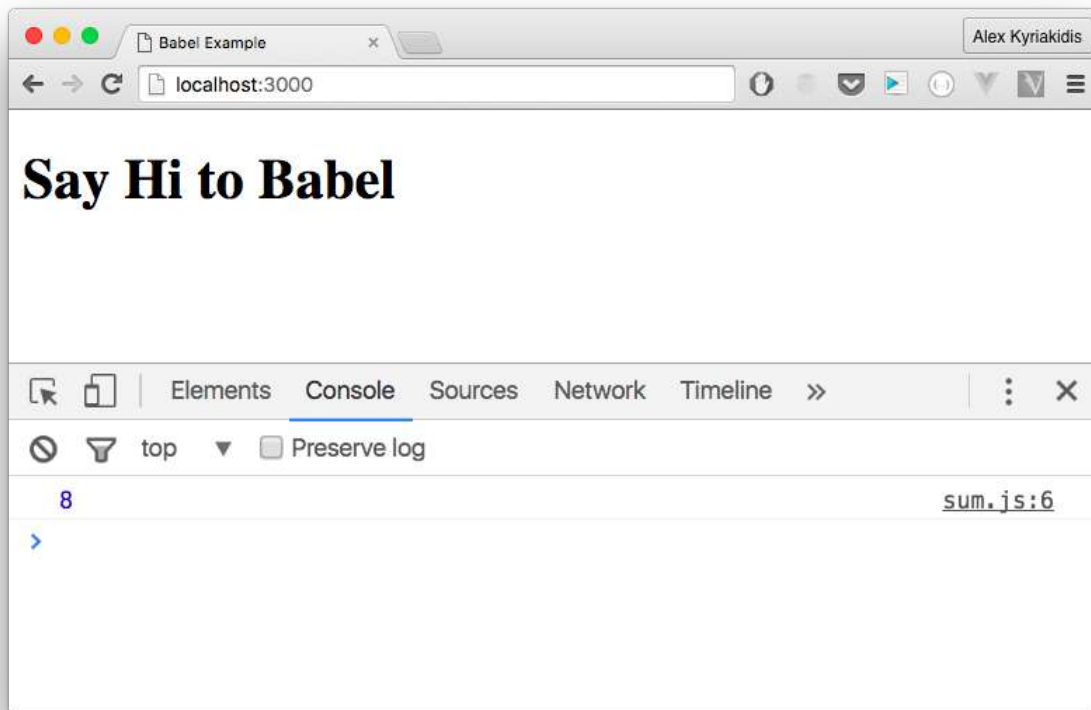 Babel Example
Alex Kyriakidis
localhost:3000
Say Hi to Babel
Elements Console Sources Network Timeline
top Preserve log
8 sum.js:6